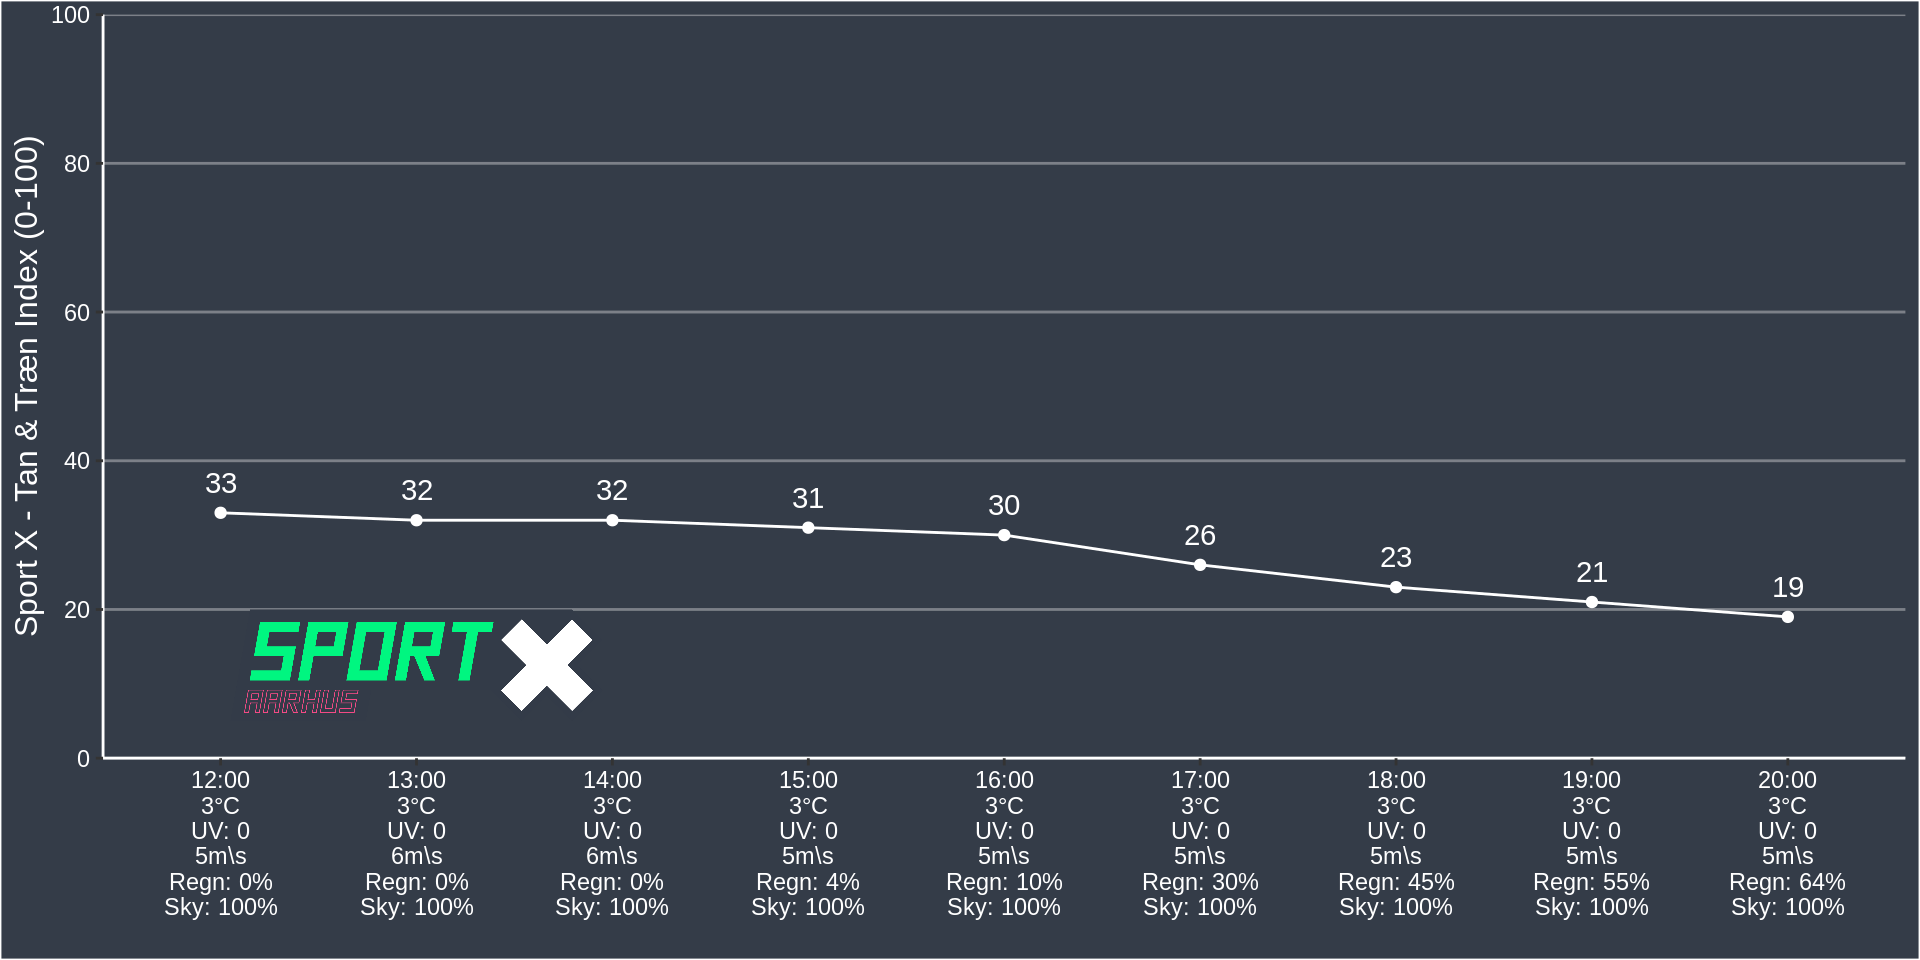 Sport X - Tan & Træn Index (0-100)
100
80
60
40
20
0
33
32
32
31
30
26
23
21
19
SPORT X
AARHUS
12:00 13:00 14:00 15:00 16:00 17:00 18:00 19:00 20:00
3°C 3°C 3°C 3°C 3°C 3°C 3°C 3°C 3°C
UV: 0 UV: 0 UV: 0 UV: 0 UV: 0 UV: 0 UV: 0 UV: 0 UV: 0
5m\s 6m\s 6m\s 5m\s 5m\s 5m\s 5m\s 5m\s 5m\s
Regn: 0% Regn: 0% Regn: 0% Regn: 4% Regn: 10% Regn: 30% Regn: 45% Regn: 55% Regn: 64%
Sky: 100% Sky: 100% Sky: 100% Sky: 100% Sky: 100% Sky: 100% Sky: 100% Sky: 100% Sky: 100%